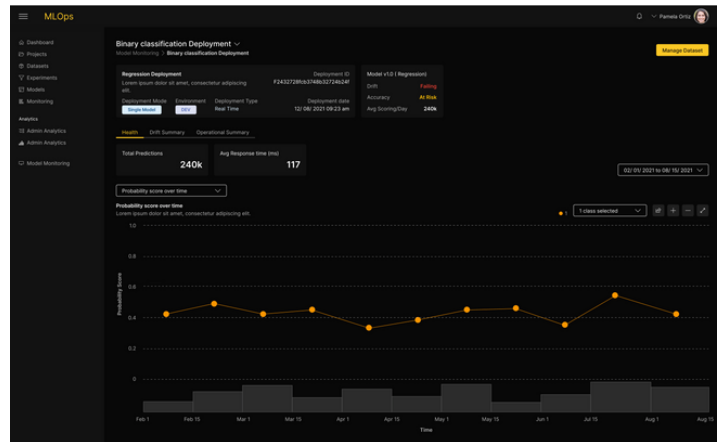 MLOps
Pamela Ortiz
Dashboard
Projects
Datasets
Experiments
Models
Monitoring
Analytics
Admin Analytics
Admin Analytics
Model Monitoring
Binary classification Deployment
Model Monitoring > Binary classification Deployment
Manage Dataset
Regression Deployment
Lorem ipsum dolor sit amet, consectetur adipiscing elit.
Deployment ID
F2432728fcb3748b32724b24f
Deployment Mode
Single Model
Environment
DEV
Deployment Type
Real Time
Deployment date
12/ 08/ 2021 09:23 am
Model v1.0 ( Regression)
Drift Failing
Accuracy At Risk
Avg Scoring/Day 240k
Health Drift Summary Operational Summary
Total Predictions
240k
Avg Response time (ms)
117
02/ 01/ 2021 to 08/ 15/ 2021
Probability score over time
Probability score over time
Lorem ipsum dolor sit amet, consectetur adipiscing elit.
1
1 class selected
Probability Score
1.0
0.8
0.6
0.4
0.2
0
Feb 1 Feb 15 Mar 1 Mar 15 Apr 1 Apr 15 May 1 May 15 Jun 1 Jul 15 Aug 1 Aug 15
Time